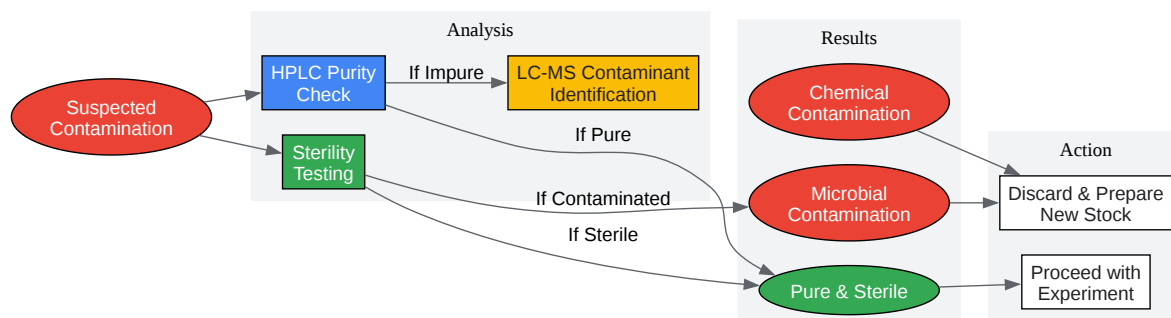 Analysis
Results
Action
Suspected
Contamination
HPLC Purity
Check
If Impure
LC-MS Contaminant
Identification
Sterility
Testing
If Pure
If Contaminated
If Sterile
Chemical
Contamination
Microbial
Contamination
Pure & Sterile
Discard & Prepare
New Stock
Proceed with
Experiment